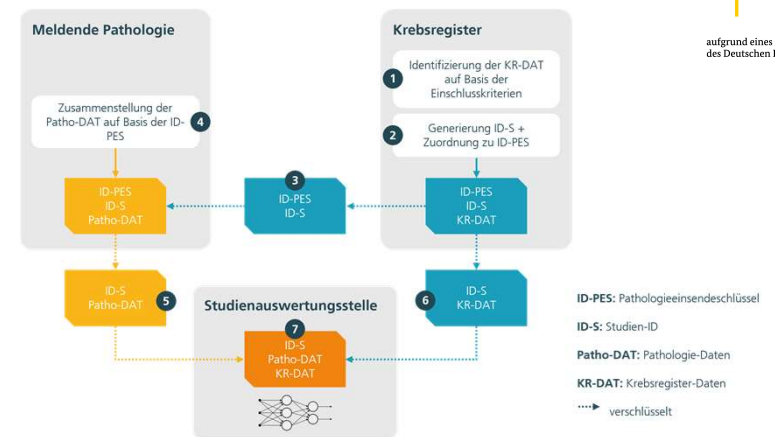 Meldende Pathologie
Zusammenstellung der
Patho-DAT auf Basis der ID-
PES
4
ID-PES
ID-S
Patho-DAT
ID-S
Patho-DAT
5
3
ID-PES
ID-S
Krebsregister
1
Identifizierung der KR-DAT
auf Basis der
Einschlusskriterien
2
Generierung ID-S +
Zuordnung zu ID-PES
ID-PES
ID-S
KR-DAT
6
ID-S
KR-DAT
Studienauswertungsstelle
7
ID-S
Patho-DAT
KR-DAT
aufgrund eines
des Deutschen
ID-PES: Pathologieeinsendeschlüssel
ID-S: Studien-ID
Patho-DAT: Pathologie-Daten
KR-DAT: Krebsregister-Daten
verschlüsselt